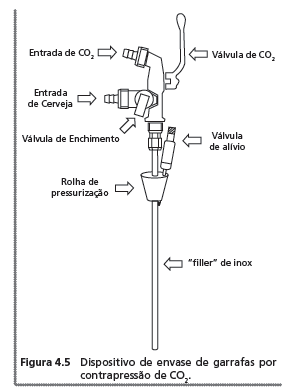 Entrada de CO2
Válvula de CO2
Entrada
de Cerveja
Válvula de Enchimento
Válvula
de alívio
Rolha de
pressurização
"filler" de inox
Figura 4.5 Dispositivo de envase de garrafas por
contrapressão de CO2.